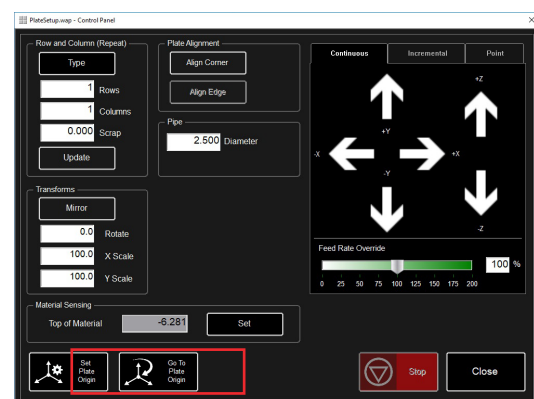 PlateSetup.wap - Control Panel
Row and Column (Repeat)
Type
1 Rows
1 Columns
0.000 Scrap
Update
Transforms
Mirror
0.0 Rotate
100.0 X Scale
100.0 Y Scale
Material Sensing
Top of Material -6.281 Set
Plate Alignment
Align Corner
Align Edge
Pipe
2.500 Diameter
Continuous Incremental Point
+Y
-X +X
-Y
+Z
-Z
Feed Rate Override
100 %
0 25 50 75 100 125 150 175 200
Set
Plate
Origin
Go To
Plate
Origin
Stop
Close